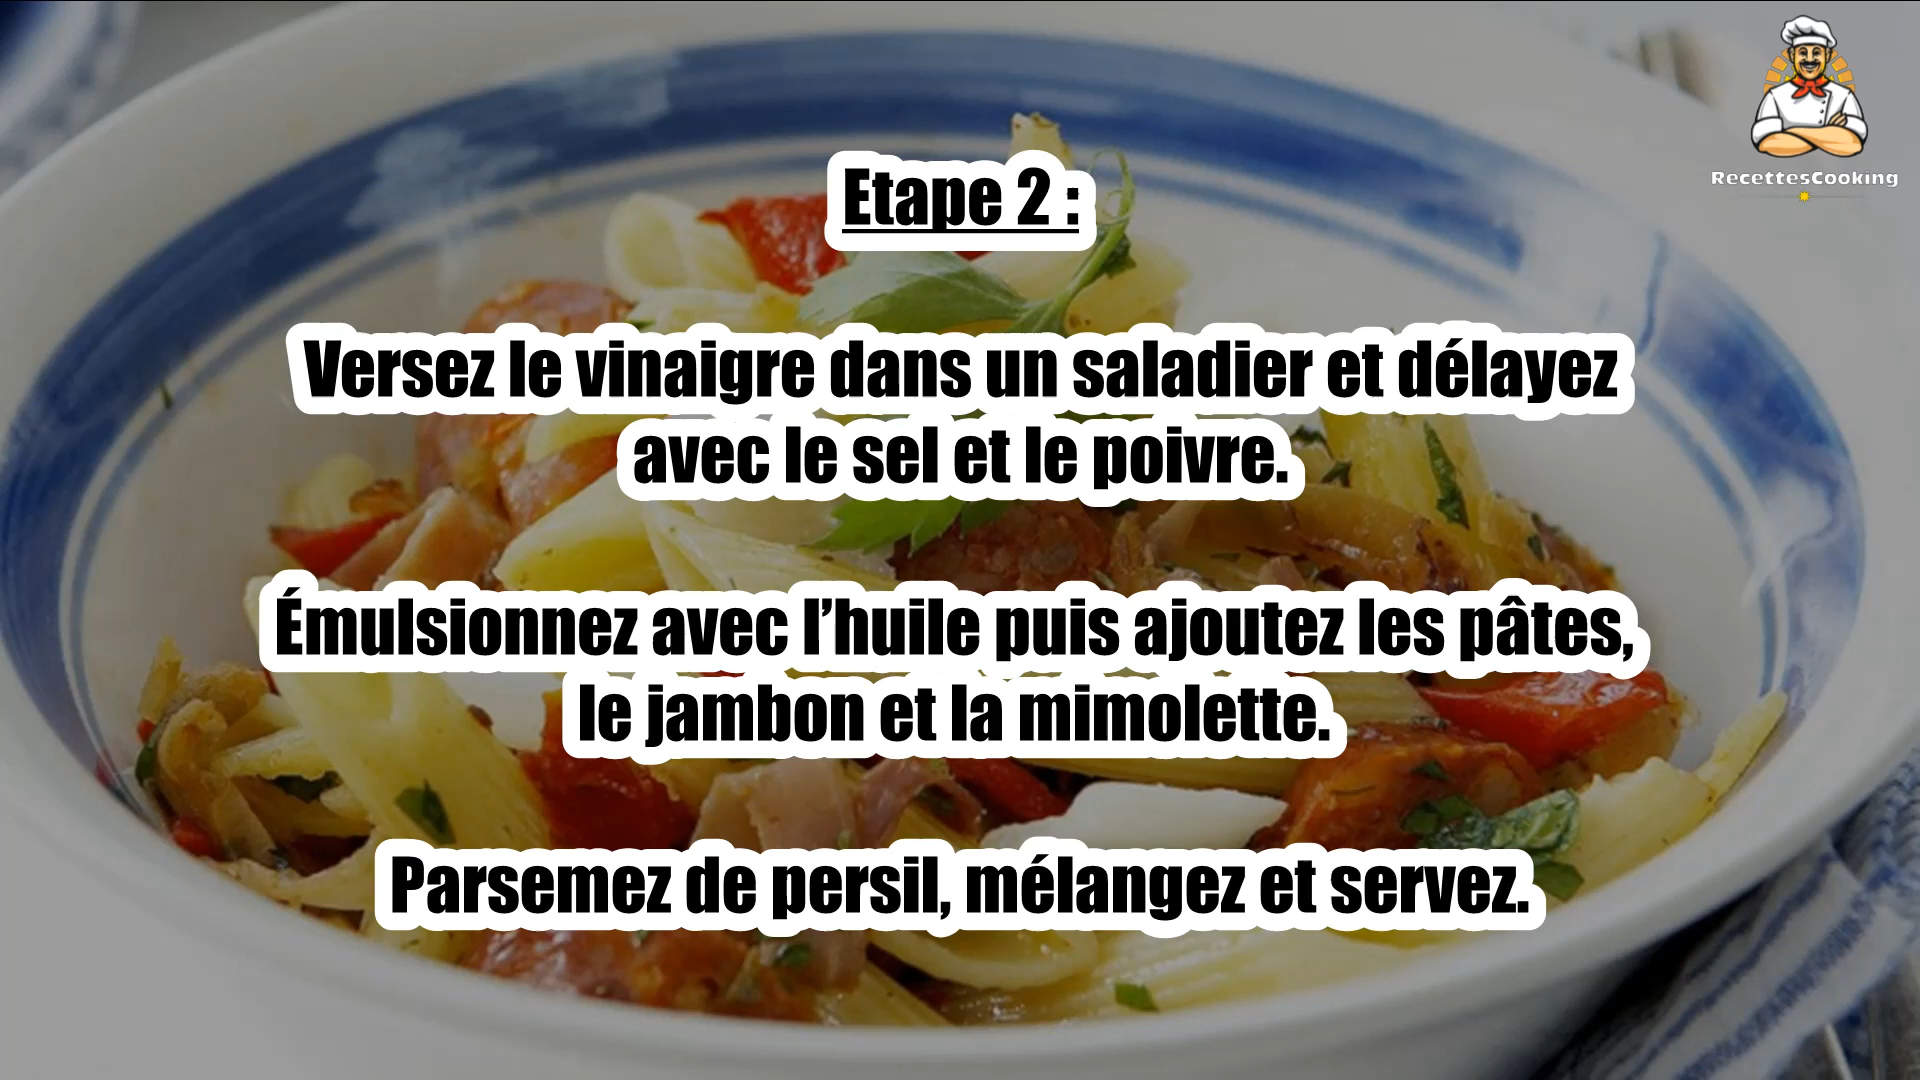 RecettesCooking
Etape 2 :
Versez le vinaigre dans un saladier et délayez
avec le sel et le poivre.
Émulsionnez avec l’huile puis ajoutez les pâtes,
le jambon et la mimolette.
Parsemez de persil, mélangez et servez.